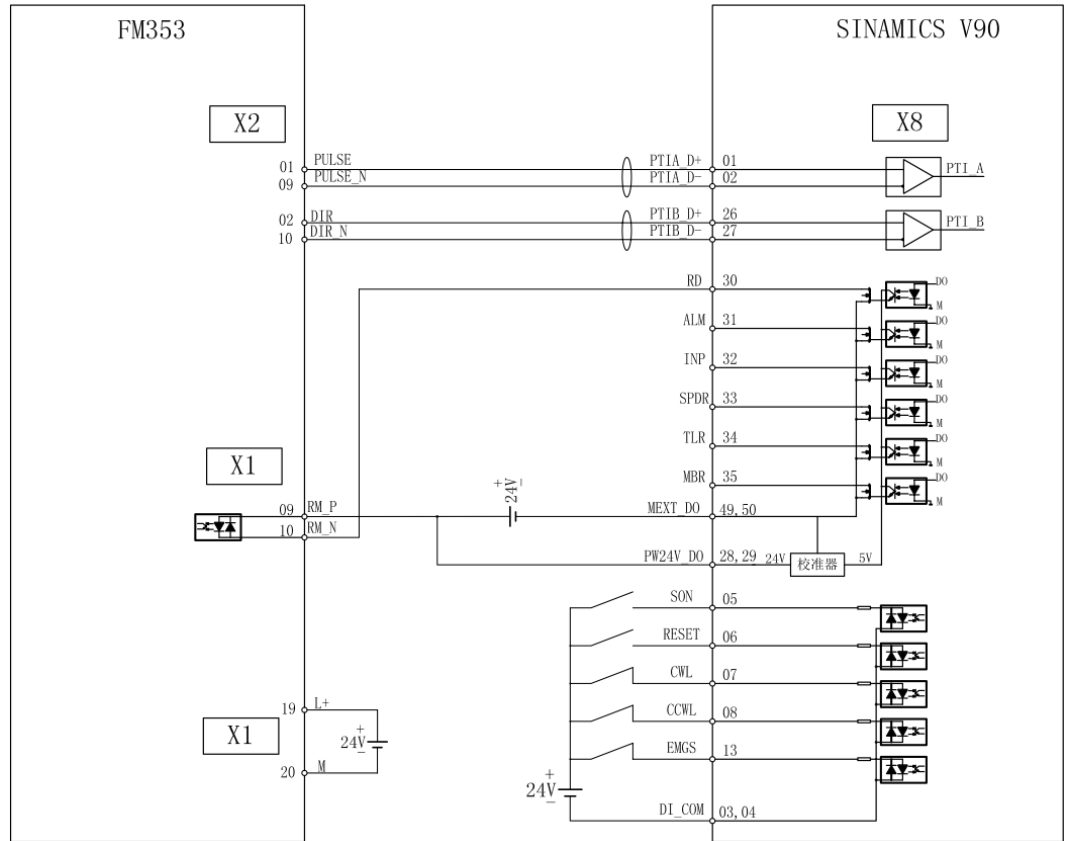 FM353
SINAMICS V90
X2
X8
01 PULSE
PTIA_D+ 01
PTI_A
09 PULSE_N
PTIA_D- 02
02 DIR
PTIB_D+ 26
PTI_B
10 DIR_N
PTIB_D- 27
RD 30
DO
M
ALM 31
DO
M
INP 32
DO
M
SPDR 33
DO
M
TLR 34
DO
M
X1
MBR 35
DO
M
+ 24V -
09 RM_P
MEXT_DO 49,50
10 RM_N
PW24V_DO 28,29 24V 校准器 5V
SON 05
RESET 06
CWL 07
19 L+
CCWL 08
X1
+ 24V -
EMGS 13
20 M
+ 24V -
DI_COM 03,04